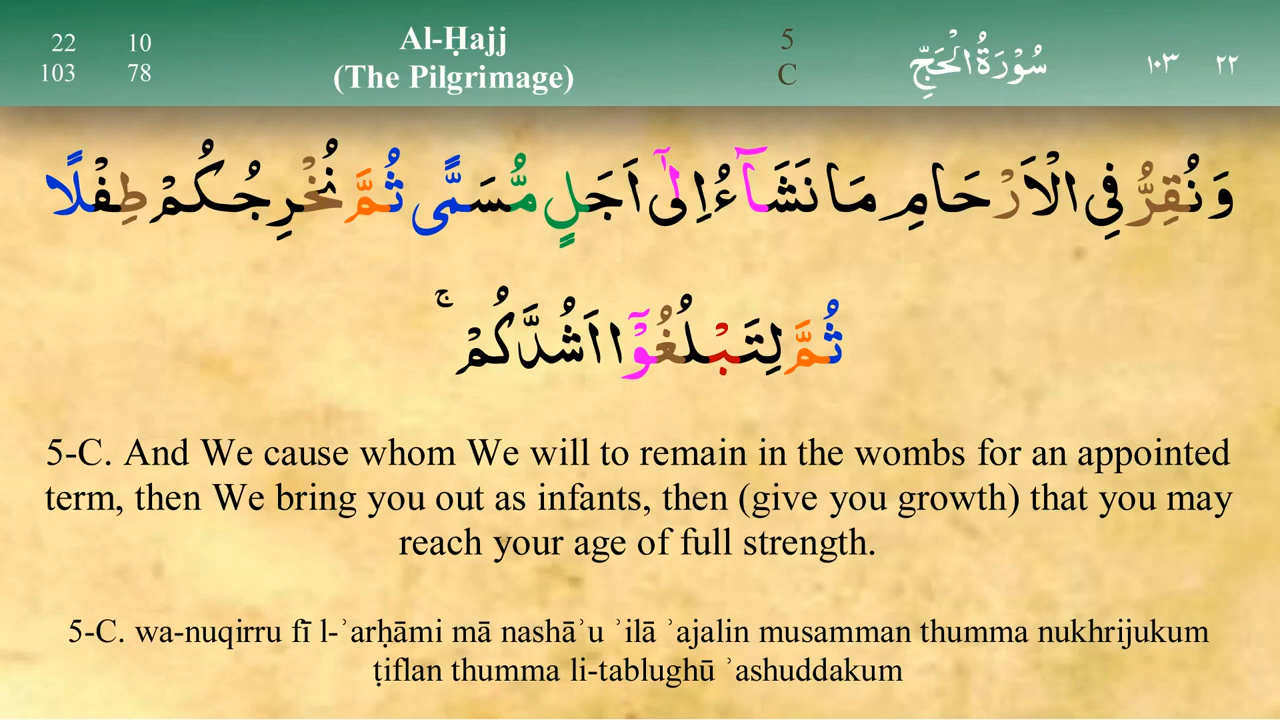 22 10 Al-Ḥajj 5 سُوْرَةُ الْحَجِّ ١٠٣ ٢٢
103 78 (The Pilgrimage) C
وَنُقِرُّ فِى الْاَرْحَامِ مَا نَشَآءُ اِلٰٓى اَجَلٍ مُّسَمًّى ثُمَّ نُخْرِجُكُمْ طِفْلًا
ثُمَّ لِتَبْلُغُوْٓا اَشُدَّكُمْ ۚ
5-C. And We cause whom We will to remain in the wombs for an appointed
term, then We bring you out as infants, then (give you growth) that you may
reach your age of full strength.
5-C. wa-nuqirru fī l-ʾarḥāmi mā nashāʾu ʾilā ʾajalin musamman thumma nukhrijukum
ṭiflan thumma li-tablughū ʾashuddakum